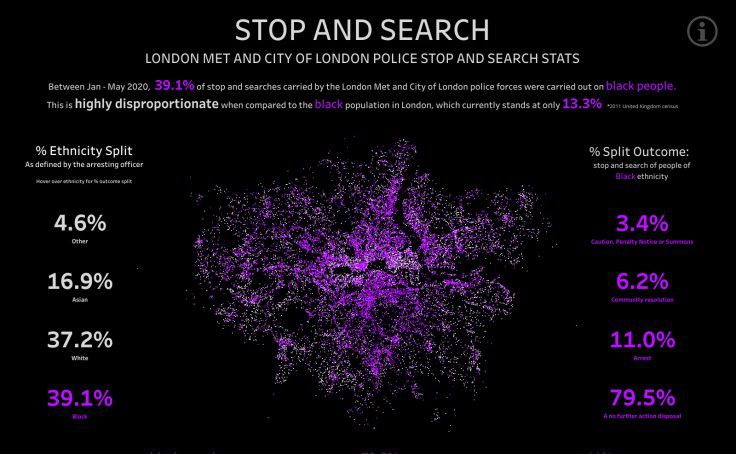 STOP AND SEARCH
LONDON MET AND CITY OF LONDON POLICE STOP AND SEARCH STATS
Between Jan - May 2020, 39.1% of stop and searches carried by the London Met and City of London police forces were carried out on black people.
This is highly disproportionate when compared to the black population in London, which currently stands at only 13.3% *2011 United Kingdom census
% Ethnicity Split
As defined by the arresting officer
Hover over ethnicity for % outcome split
4.6%
Other
16.9%
Asian
37.2%
White
39.1%
Black
% Split Outcome:
stop and search of people of
Black ethnicity
3.4%
Caution, Penalty Notice or Summons
6.2%
Community resolution
11.0%
Arrest
79.5%
A no further action disposal